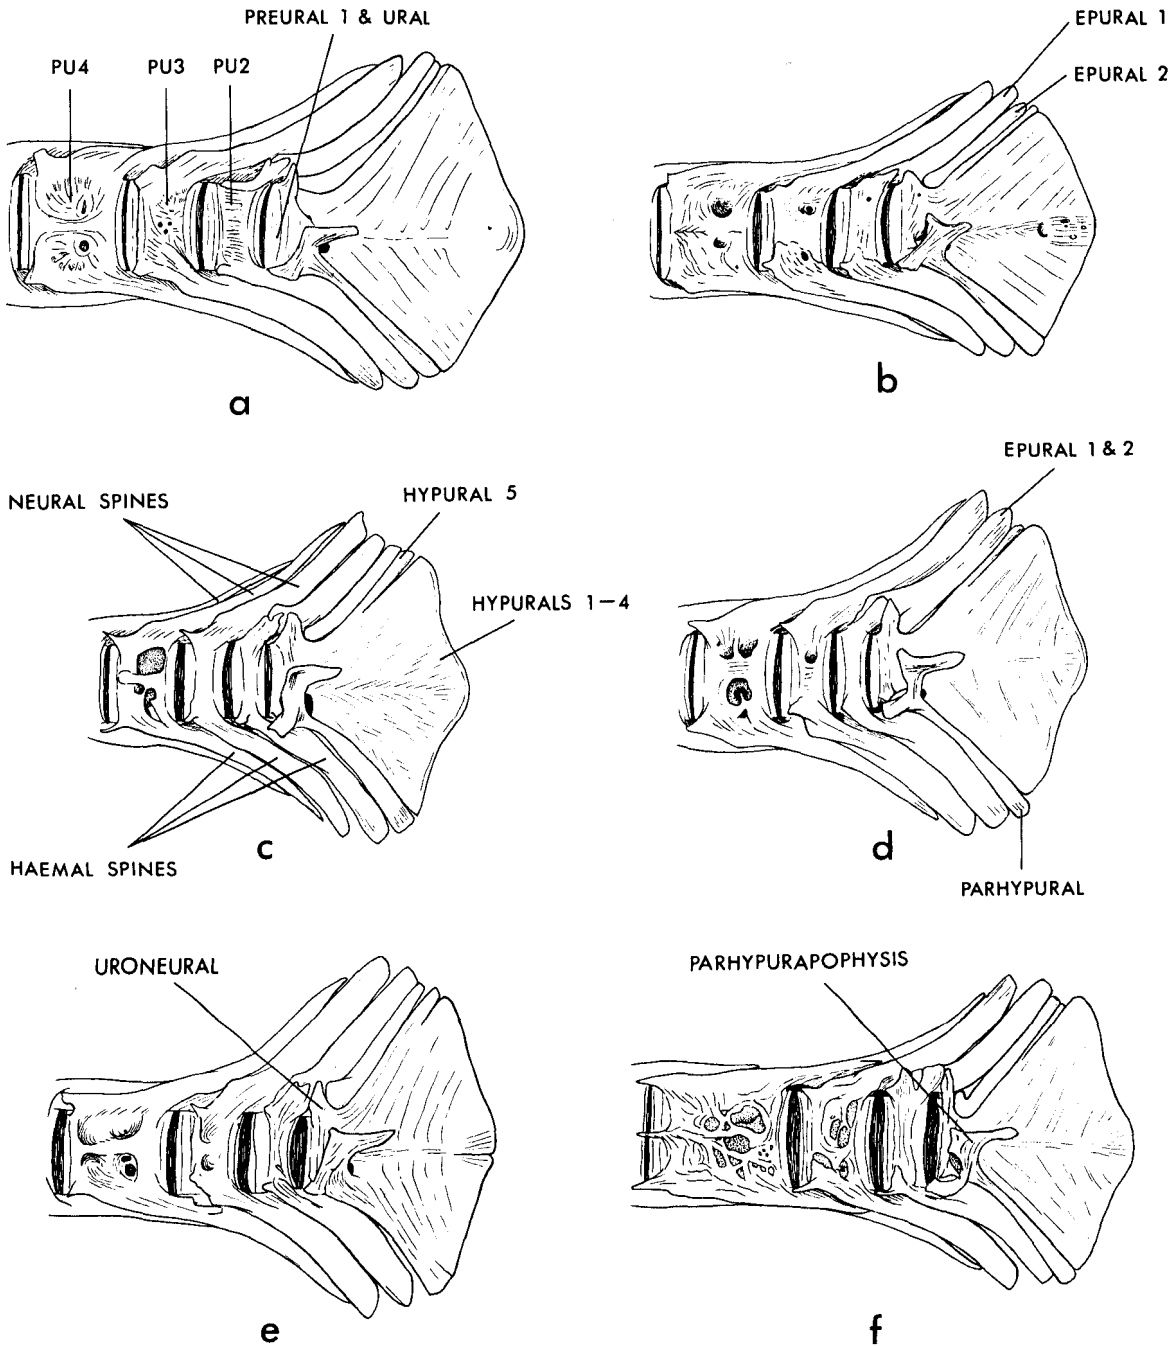 PREURAL 1 & URAL
PU4 PU3 PU2
EPURAL 1
EPURAL 2
a
b
NEURAL SPINES
HYPURAL 5
HYPURALS 1–4
HAEMAL SPINES
c
EPURAL 1 & 2
d
PARHYPURAL
URONEURAL
e
PARHYPURAPOPHYSIS
f